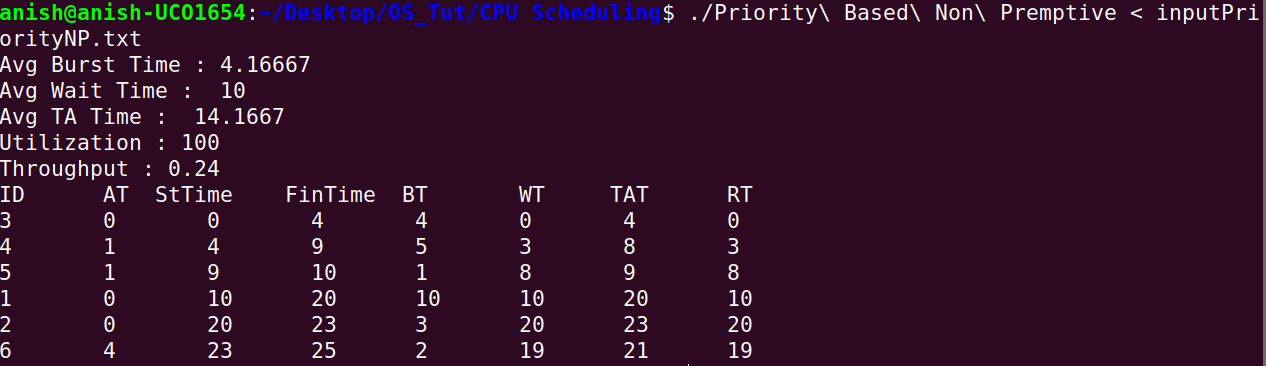 anish@anish-UCO1654:~/Desktop/OS_Tut/CPU Scheduling$ ./Priority\ Based\ Non\ Premptive < inputPri
orityNP.txt
Avg Burst Time : 4.16667
Avg Wait Time :  10
Avg TA Time :  14.1667
Utilization : 100
Throughput : 0.24
ID      AT  StTime    FinTime  BT       WT     TAT      RT
3       0       0      4       4       0       4       0
4       1       4      9       5       3       8       3
5       1       9      10      1       8       9       8
1       0       10     20      10      10      20      10
2       0       20     23      3       20      23      20
6       4       23     25      2       19      21      19